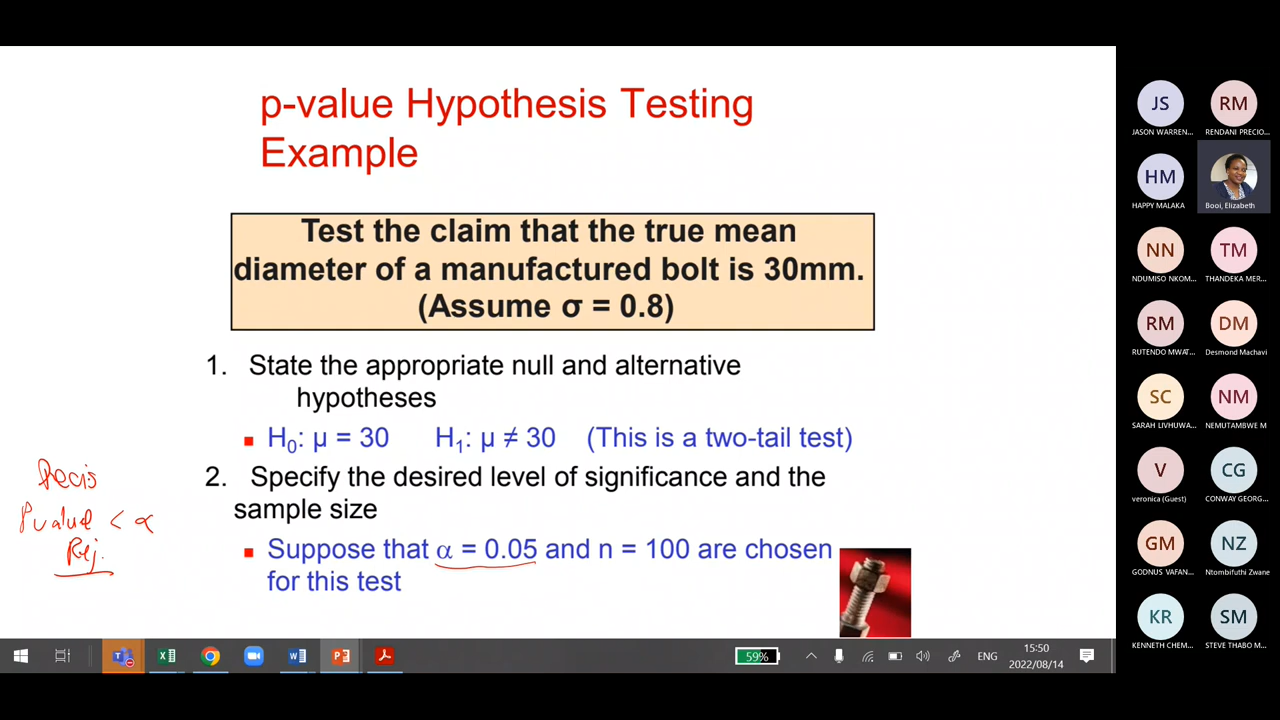 p-value Hypothesis Testing
Example
Test the claim that the true mean
diameter of a manufactured bolt is 30mm.
(Assume σ = 0.8)
1. State the appropriate null and alternative
hypotheses
▪ H0: μ = 30 H1: μ ≠ 30 (This is a two-tail test)
2. Specify the desired level of significance and the
sample size
▪ Suppose that α = 0.05 and n = 100 are chosen
for this test
Decis
Pvalue < α
Rej.
JS
JASON WARREN...
RM
RENDANI PRECIO...
HM
HAPPY MALAKA
Booi, Elizabeth
NN
NDUMISO NKOM...
TM
THANDEKA MER...
RM
RUTENDO MWAT...
DM
Desmond Machavi
SC
SARAH LIVHUWA...
NM
NEMUTAMBWE M
V
veronica (Guest)
CG
CONWAY GEORG...
GM
GODNUS VAFAN...
NZ
Ntombifuthi Zwane
KR
KENNETH CHEM...
SM
STEVE THABO M...
59%
ENG
15:50
2022/08/14